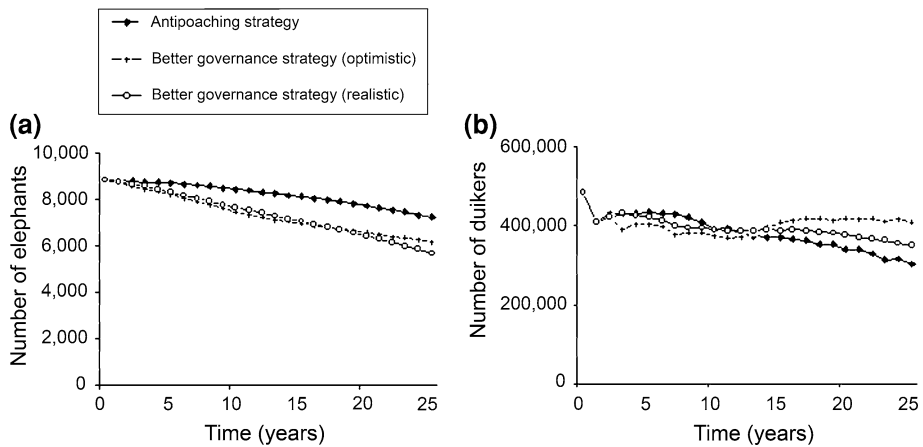 Antipoaching strategy
Better governance strategy (optimistic)
Better governance strategy (realistic)
(a)
Number of elephants
10,000
8,000
6,000
4,000
2,000
0
0 5 10 15 20 25
Time (years)
(b)
Number of duikers
600,000
400,000
200,000
0
0 5 10 15 20 25
Time (years)